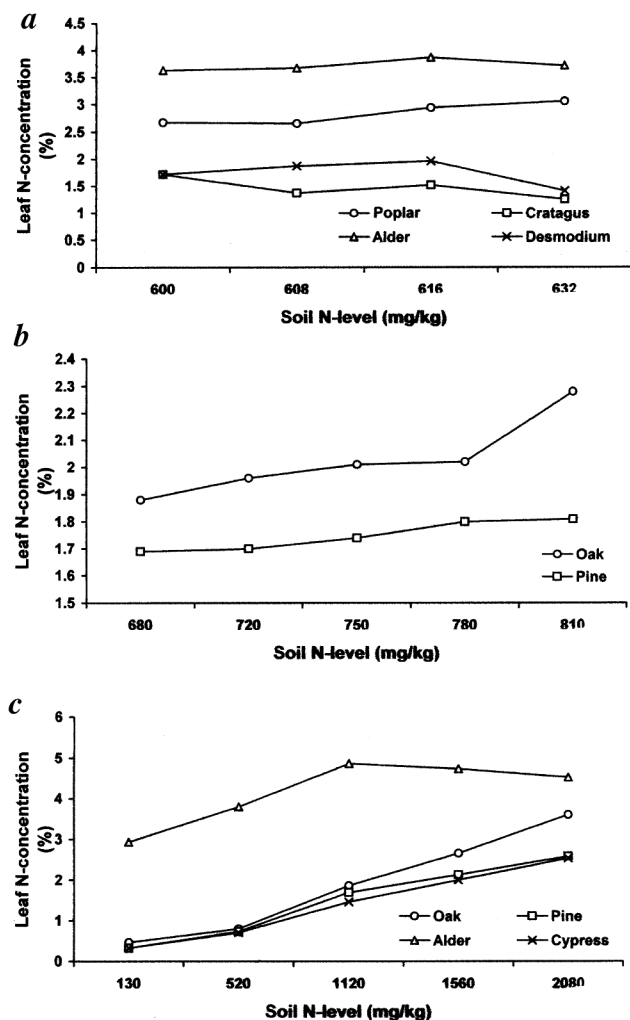 a
Leaf N-concentration
(%)
4.5
4
3.5
3
2.5
2
1.5
1
0.5
0
Poplar
Cratagus
Alder
Desmodium
600
608
616
632
Soil N-level (mg/kg)
b
Leaf N-concentration
(%)
2.4
2.3
2.2
2.1
2
1.9
1.8
1.7
1.6
1.5
Oak
Pine
680
720
750
780
810
Soil N-level (mg/kg)
c
Leaf N-concentration
(%)
6
5
4
3
2
1
0
Oak
Pine
Alder
Cypress
130
520
1120
1560
2080
Soil N-level (mg/kg)